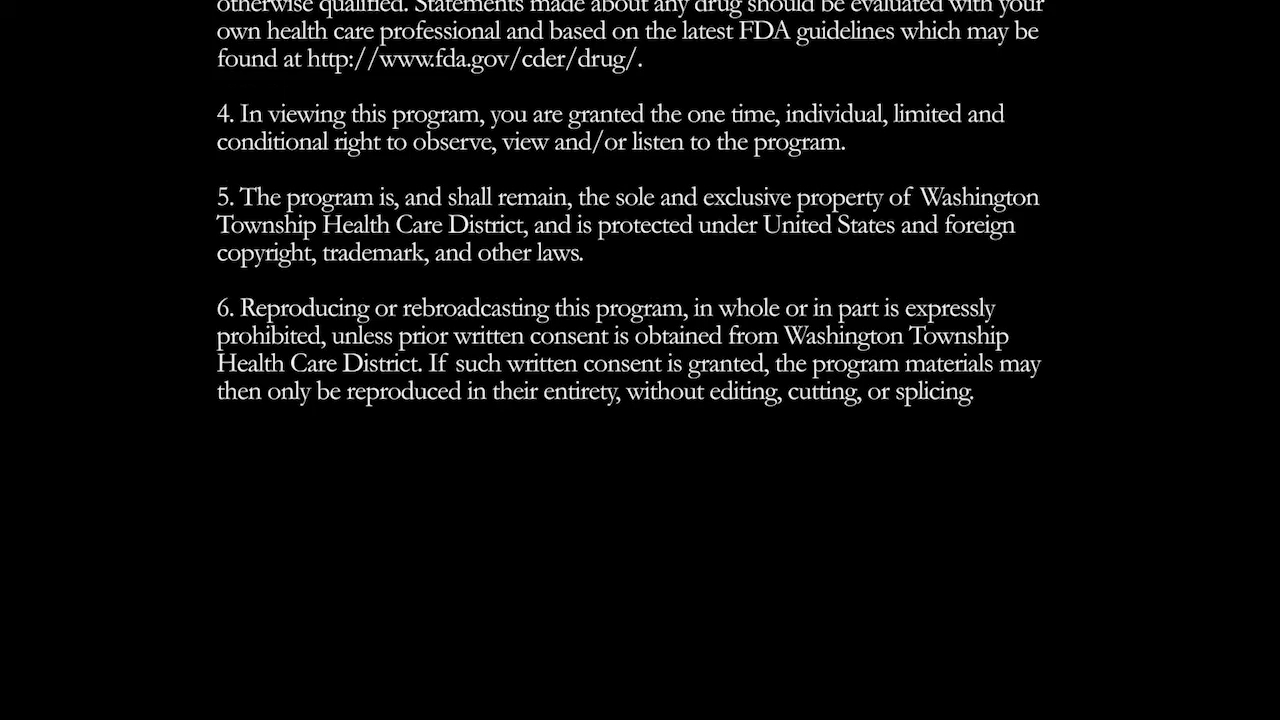 otherwise qualified. Statements made about any drug should be evaluated with your
own health care professional and based on the latest FDA guidelines which may be
found at http://www.fda.gov/cder/drug/.
4. In viewing this program, you are granted the one time, individual, limited and
conditional right to observe, view and/or listen to the program.
5. The program is, and shall remain, the sole and exclusive property of Washington
Township Health Care District, and is protected under United States and foreign
copyright, trademark, and other laws.
6. Reproducing or rebroadcasting this program, in whole or in part is expressly
prohibited, unless prior written consent is obtained from Washington Township
Health Care District. If such written consent is granted, the program materials may
then only be reproduced in their entirety, without editing, cutting, or splicing.